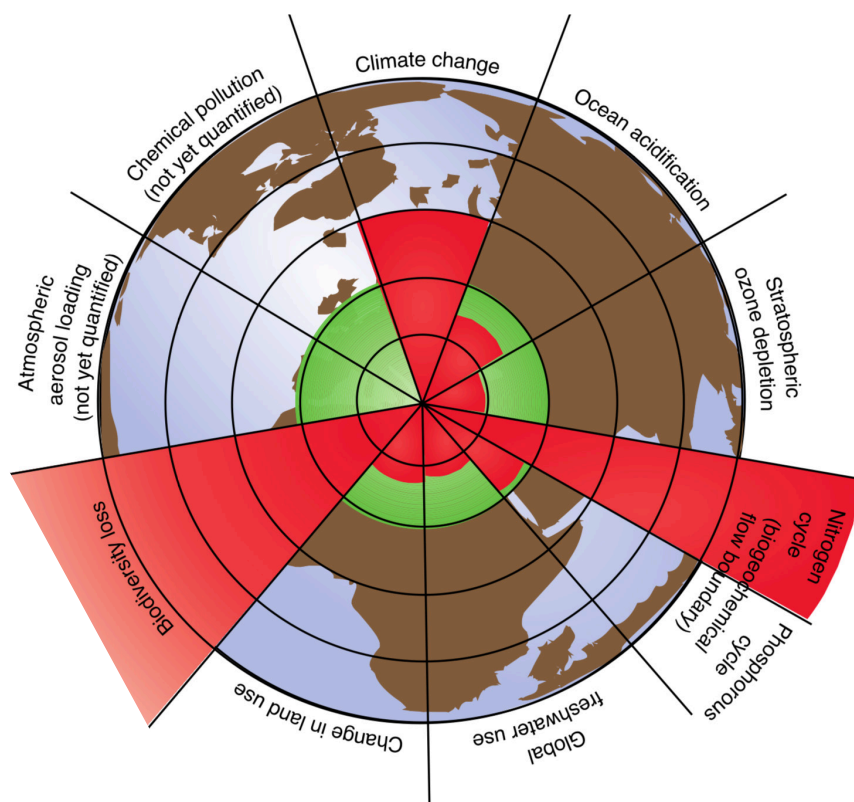 Climate change
Ocean acidification
Stratospheric
ozone depletion
Nitrogen
cycle
(biogeochemical
flow boundary)
Phosphorous
cycle
Global
freshwater use
Change in land use
Biodiversity loss
Atmospheric
aerosol loading
(not yet quantified)
Chemical pollution
(not yet quantified)